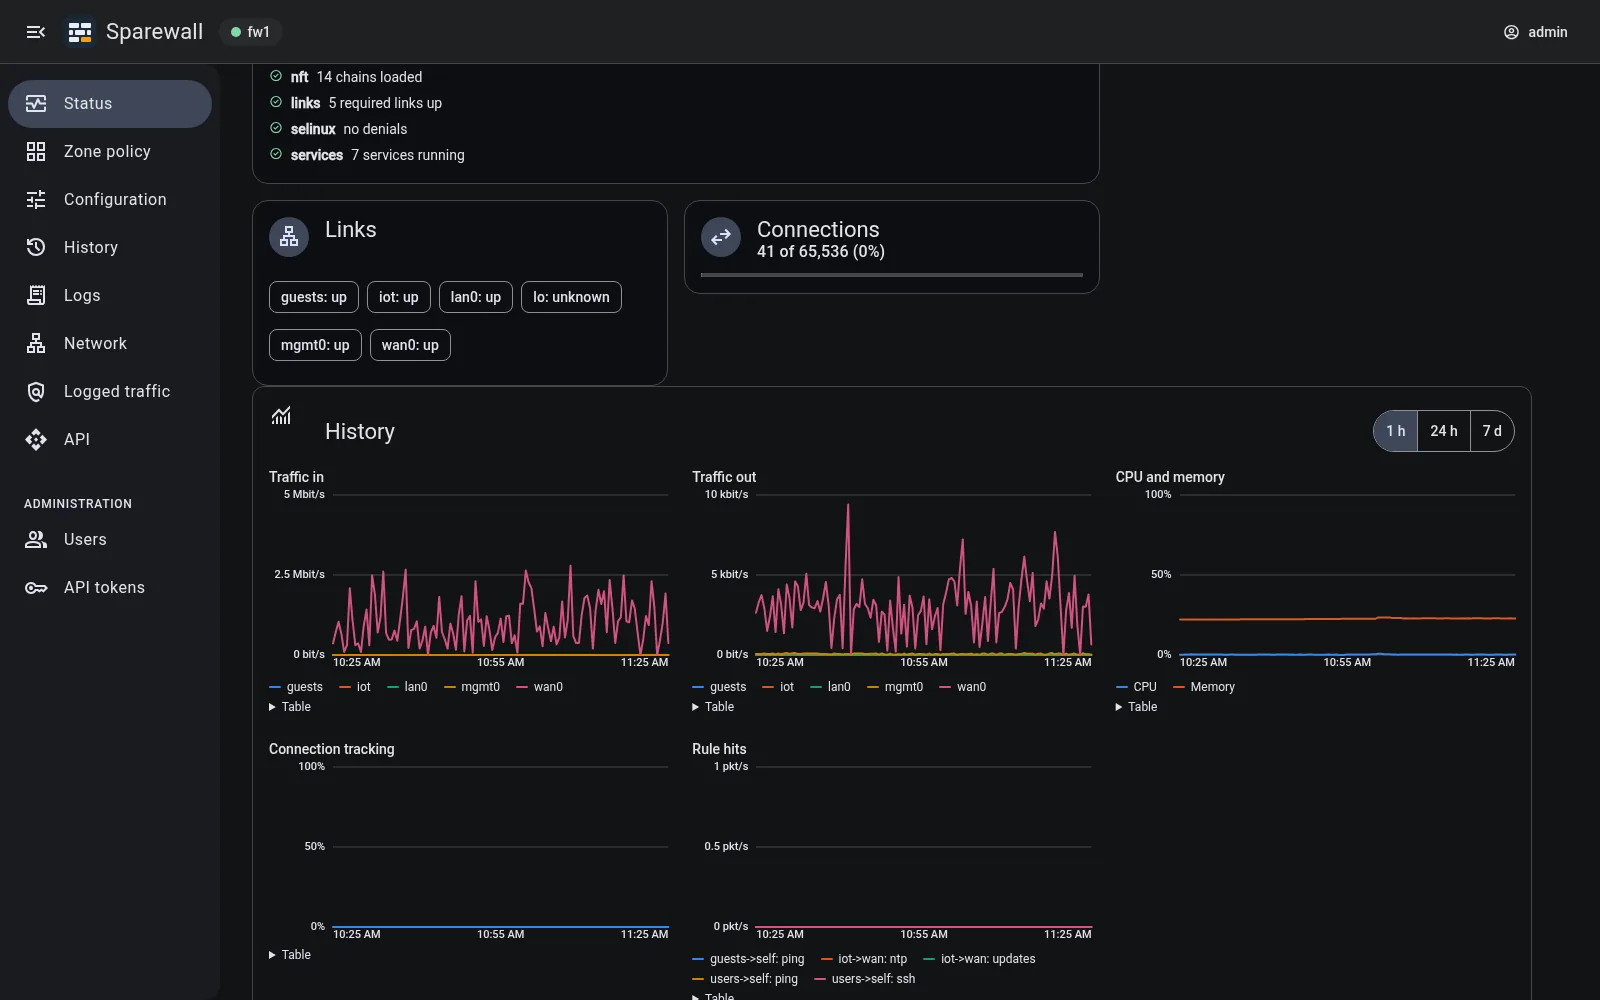 Sparewall
fw1
admin
Status
Zone policy
Configuration
History
Logs
Network
Logged traffic
API
ADMINISTRATION
Users
API tokens
nft 14 chains loaded
links 5 required links up
selinux no denials
services 7 services running
Links
guests: up
iot: up
lan0: up
lo: unknown
mgmt0: up
wan0: up
Connections
41 of 65,536 (0%)
History
1 h
24 h
7 d
Traffic in
5 Mbit/s
2.5 Mbit/s
0 bit/s
10:25 AM 10:55 AM 11:25 AM
guests iot lan0 mgmt0 wan0
Table
Traffic out
10 kbit/s
5 kbit/s
0 bit/s
10:25 AM 10:55 AM 11:25 AM
guests iot lan0 mgmt0 wan0
Table
CPU and memory
100%
50%
0%
10:25 AM 10:55 AM 11:25 AM
CPU Memory
Table
Connection tracking
100%
50%
0%
10:25 AM 10:55 AM 11:25 AM
Table
Rule hits
1 pkt/s
0.5 pkt/s
0 pkt/s
10:25 AM 10:55 AM 11:25 AM
guests->self: ping iot->wan: ntp iot->wan: updates
users->self: ping users->self: ssh
Table